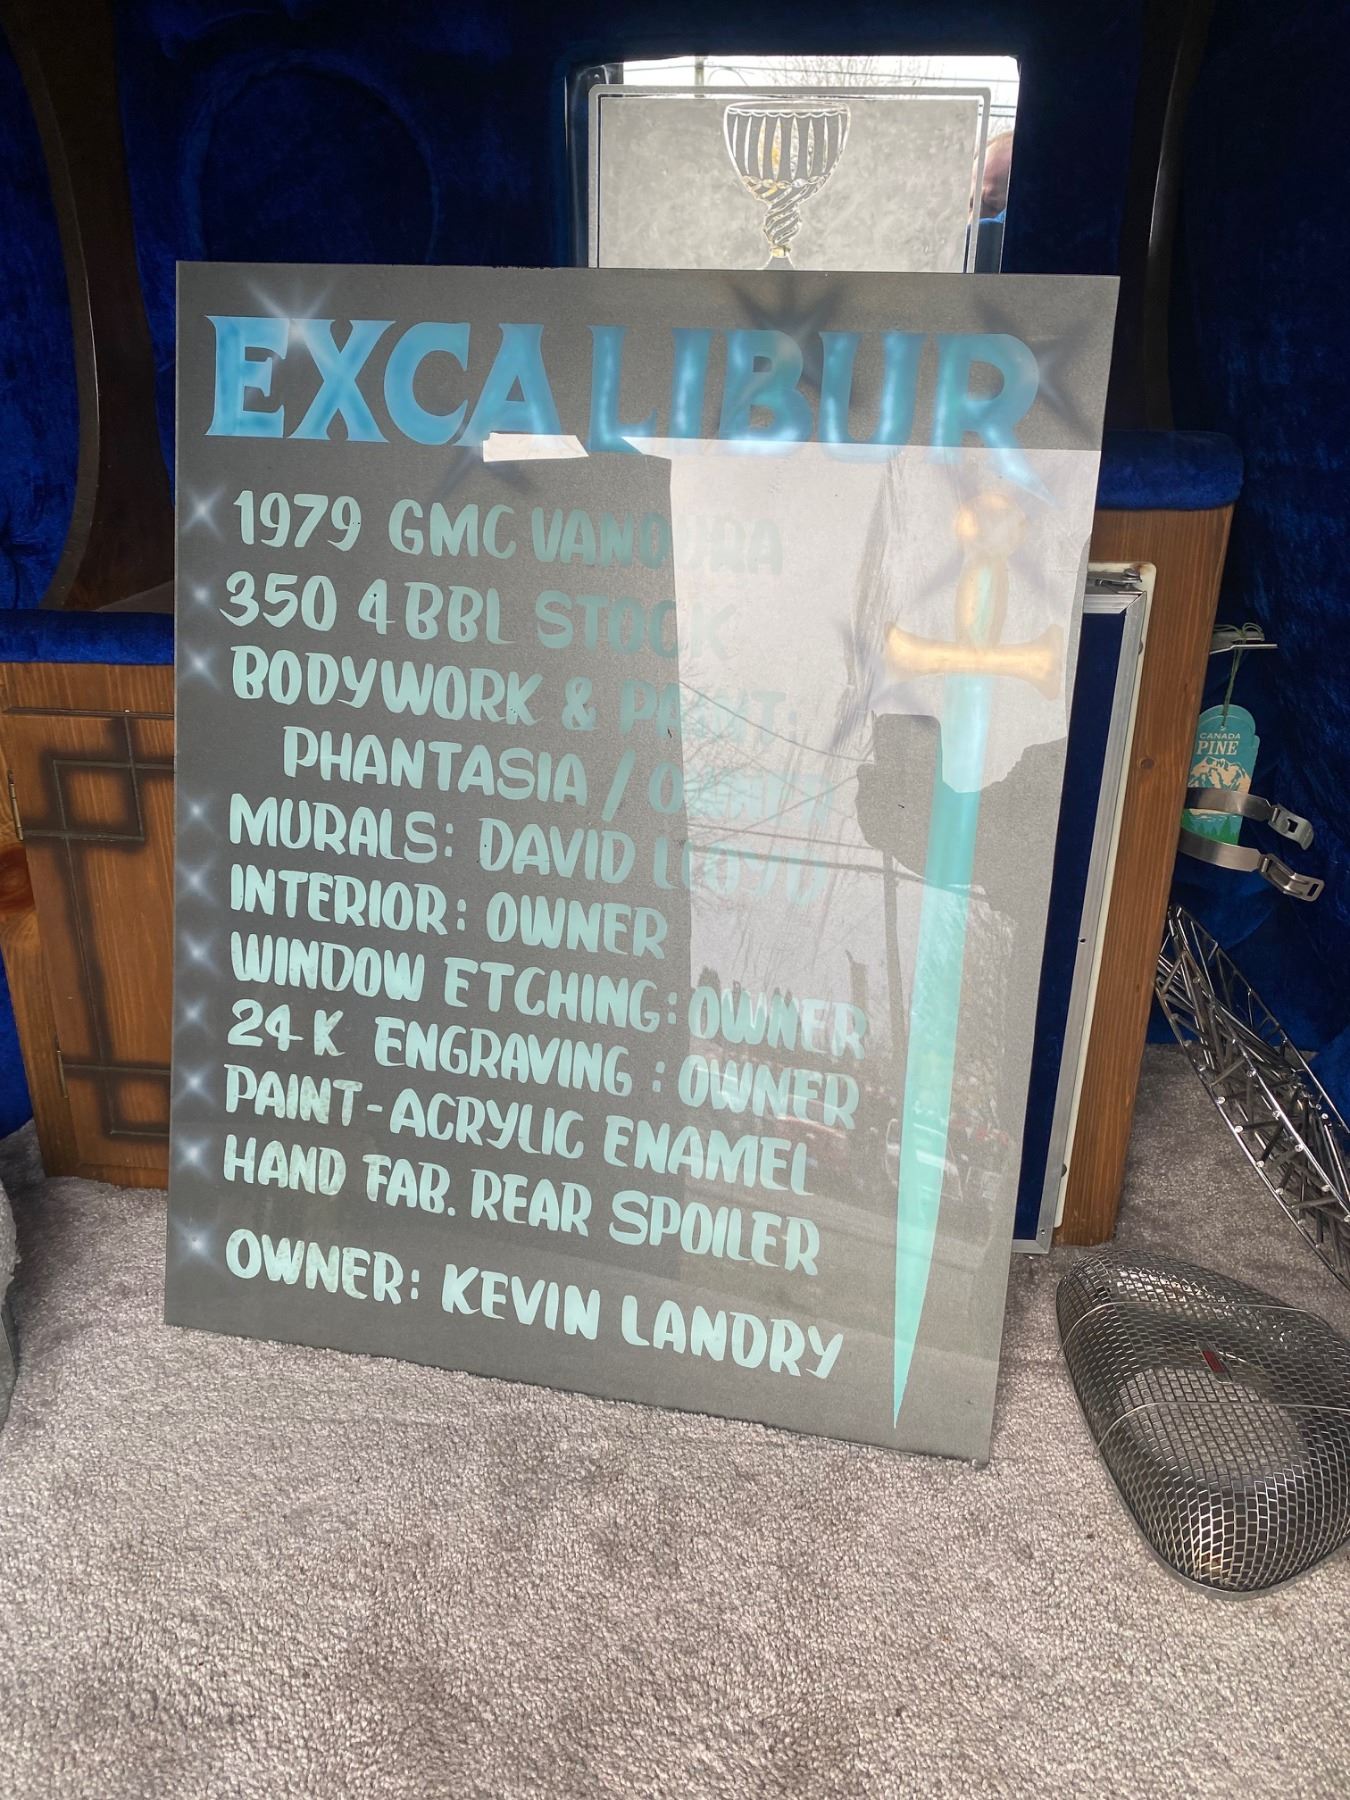 EXCALIBUR
1979 GMC VANDURA
350 4 BBL STOCK
BODYWORK & PAINT:
PHANTASIA / OWNER
MURALS: DAVID LLOYD
INTERIOR: OWNER
WINDOW ETCHING: OWNER
24 K ENGRAVING : OWNER
PAINT-ACRYLIC ENAMEL
HAND FAB. REAR SPOILER
OWNER: KEVIN LANDRY
CANADA
PINE